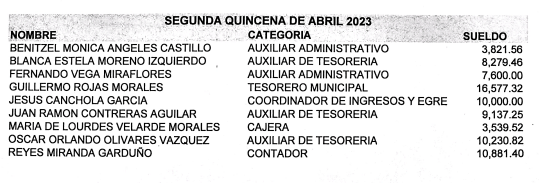 SEGUNDA QUINCENA DE ABRIL 2023
NOMBRE CATEGORIA SUELDO
BENITZEL MONICA ANGELES CASTILLO AUXILIAR ADMINISTRATIVO 3,821.56
BLANCA ESTELA MORENO IZQUIERDO AUXILIAR DE TESORERIA 8,279.46
FERNANDO VEGA MIRAFLORES AUXILIAR ADMINISTRATIVO 7,600.00
GUILLERMO ROJAS MORALES TESORERO MUNICIPAL 16,577.32
JESUS CANCHOLA GARCIA COORDINADOR DE INGRESOS Y EGRE 10,000.00
JUAN RAMON CONTRERAS AGUILAR AUXILIAR DE TESORERIA 9,137.25
MARIA DE LOURDES VELARDE MORALES CAJERA 3,539.52
OSCAR ORLANDO OLIVARES VAZQUEZ AUXILIAR DE TESORERIA 10,230.82
REYES MIRANDA GARDUÑO CONTADOR 10,881.40